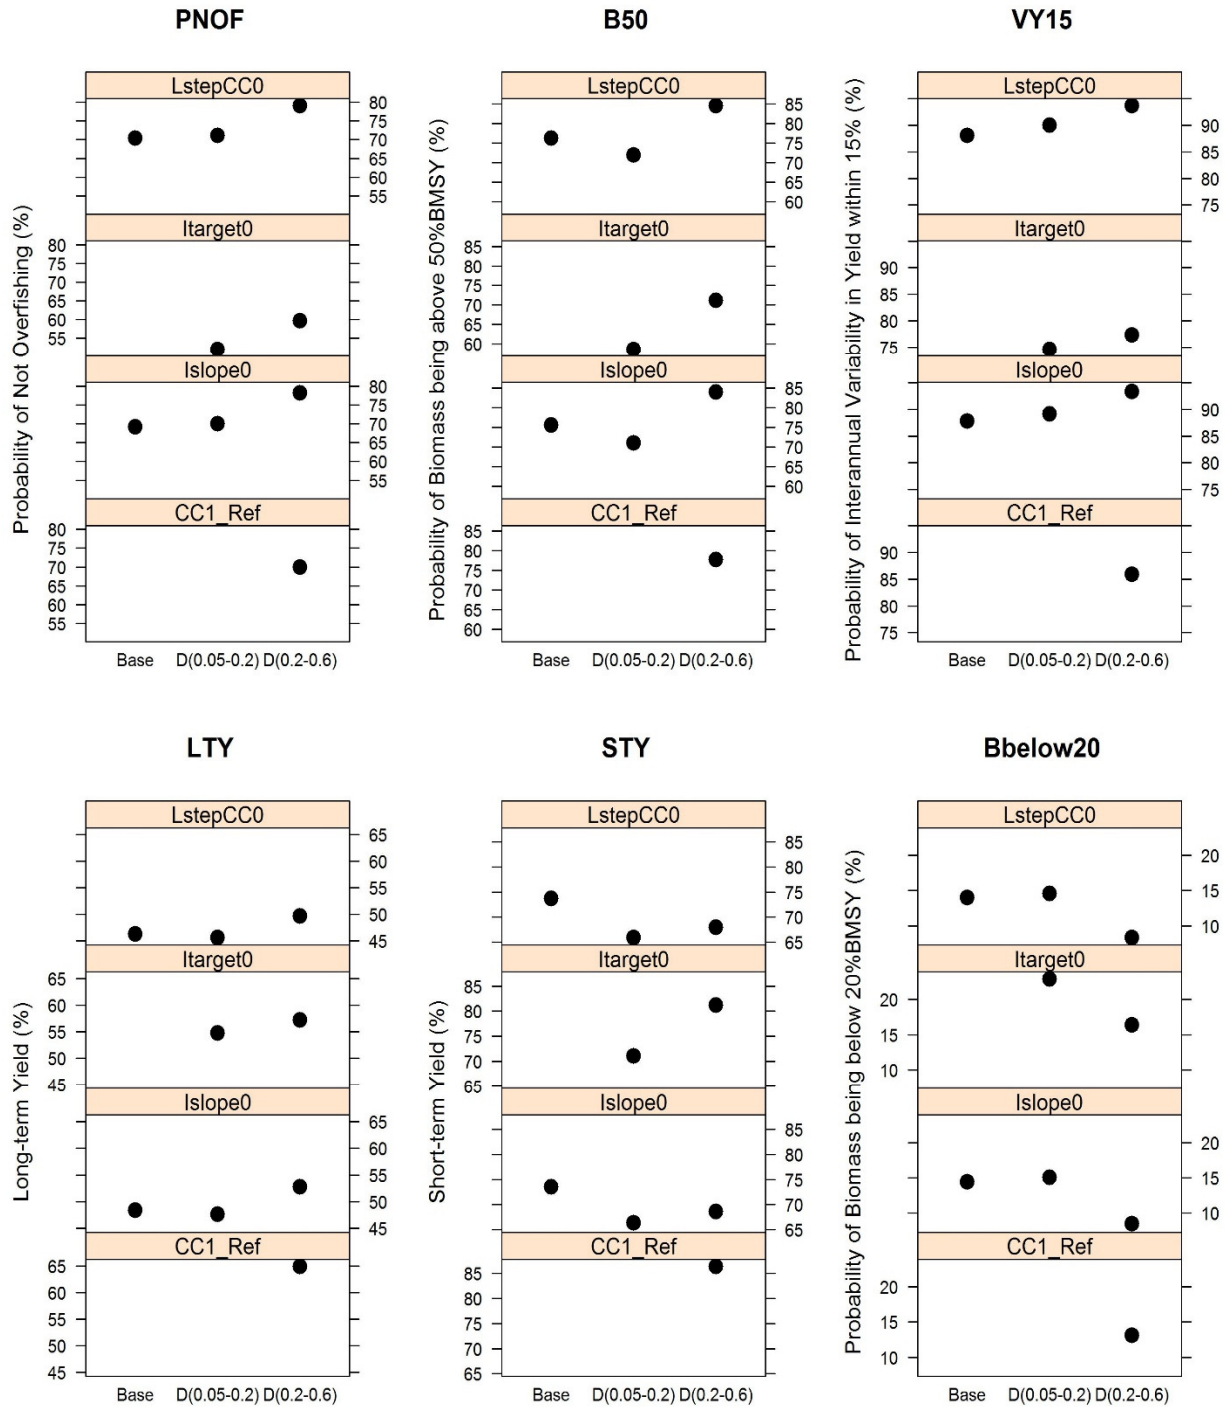 PNOF
Probability of Not Overfishing (%)
LstepCC0
80
75
70
65
60
55
Itarget0
80
75
70
65
60
55
Islope0
80
75
70
65
60
55
CC1_Ref
80
75
70
65
60
55
Base D(0.05-0.2) D(0.2-0.6)
B50
Probability of Biomass being above 50%BMSY (%)
LstepCC0
85
80
75
70
65
60
Itarget0
85
80
75
70
65
60
Islope0
85
80
75
70
65
60
CC1_Ref
85
80
75
70
65
60
Base D(0.05-0.2) D(0.2-0.6)
VY15
Probability of Interannual Variability in Yield within 15% (%)
LstepCC0
90
85
80
75
Itarget0
90
85
80
75
Islope0
90
85
80
75
CC1_Ref
90
85
80
75
Base D(0.05-0.2) D(0.2-0.6)
LTY
Long-term Yield (%)
LstepCC0
65
60
55
50
45
Itarget0
65
60
55
50
45
Islope0
65
60
55
50
45
CC1_Ref
65
60
55
50
45
Base D(0.05-0.2) D(0.2-0.6)
STY
Short-term Yield (%)
LstepCC0
85
80
75
70
65
Itarget0
85
80
75
70
65
Islope0
85
80
75
70
65
CC1_Ref
85
80
75
70
65
Base D(0.05-0.2) D(0.2-0.6)
Bbelow20
Probability of Biomass being below 20%BMSY (%)
LstepCC0
20
15
10
Itarget0
20
15
10
Islope0
20
15
10
CC1_Ref
20
15
10
Base D(0.05-0.2) D(0.2-0.6)